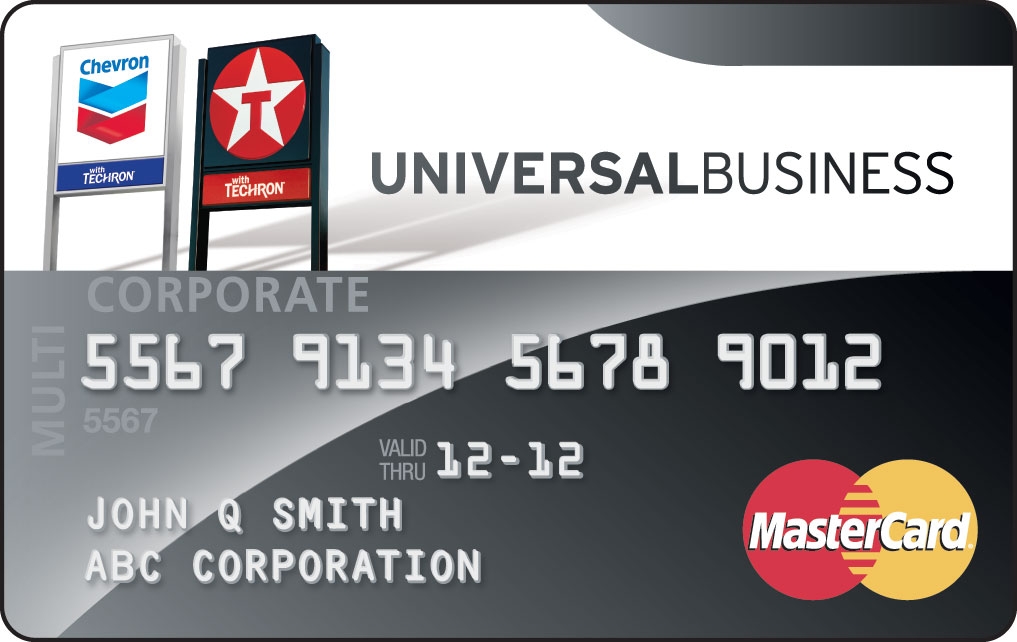 Chevron
with
TECHRON
T
with
TECHRON
UNIVERSALBUSINESS
CORPORATE
MULTI
5567 9134 5678 9012
5567
VALID
THRU 12-12
JOHN Q SMITH
ABC CORPORATION
MasterCard